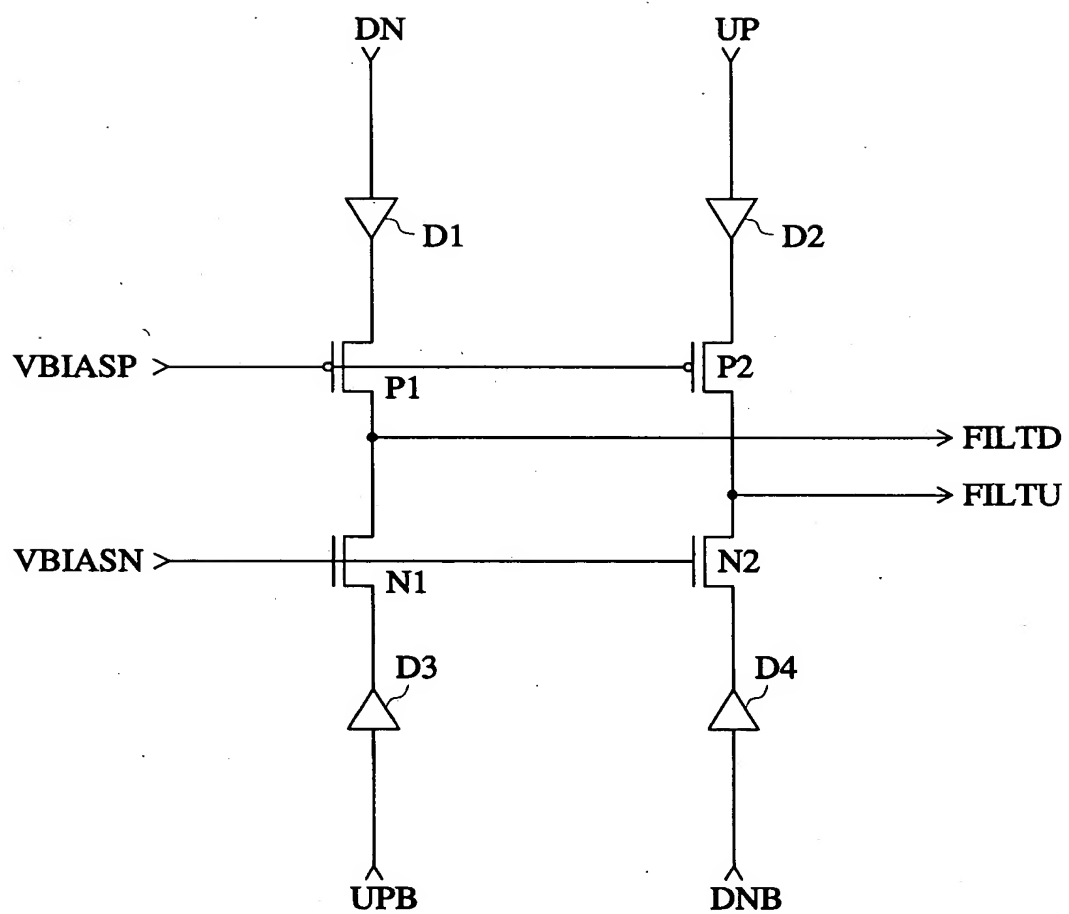 DN UP
D1 D2
VBIASP P1 P2
FILTD
FILTU
VBIASN N1 N2
D3 D4
UPB DNB